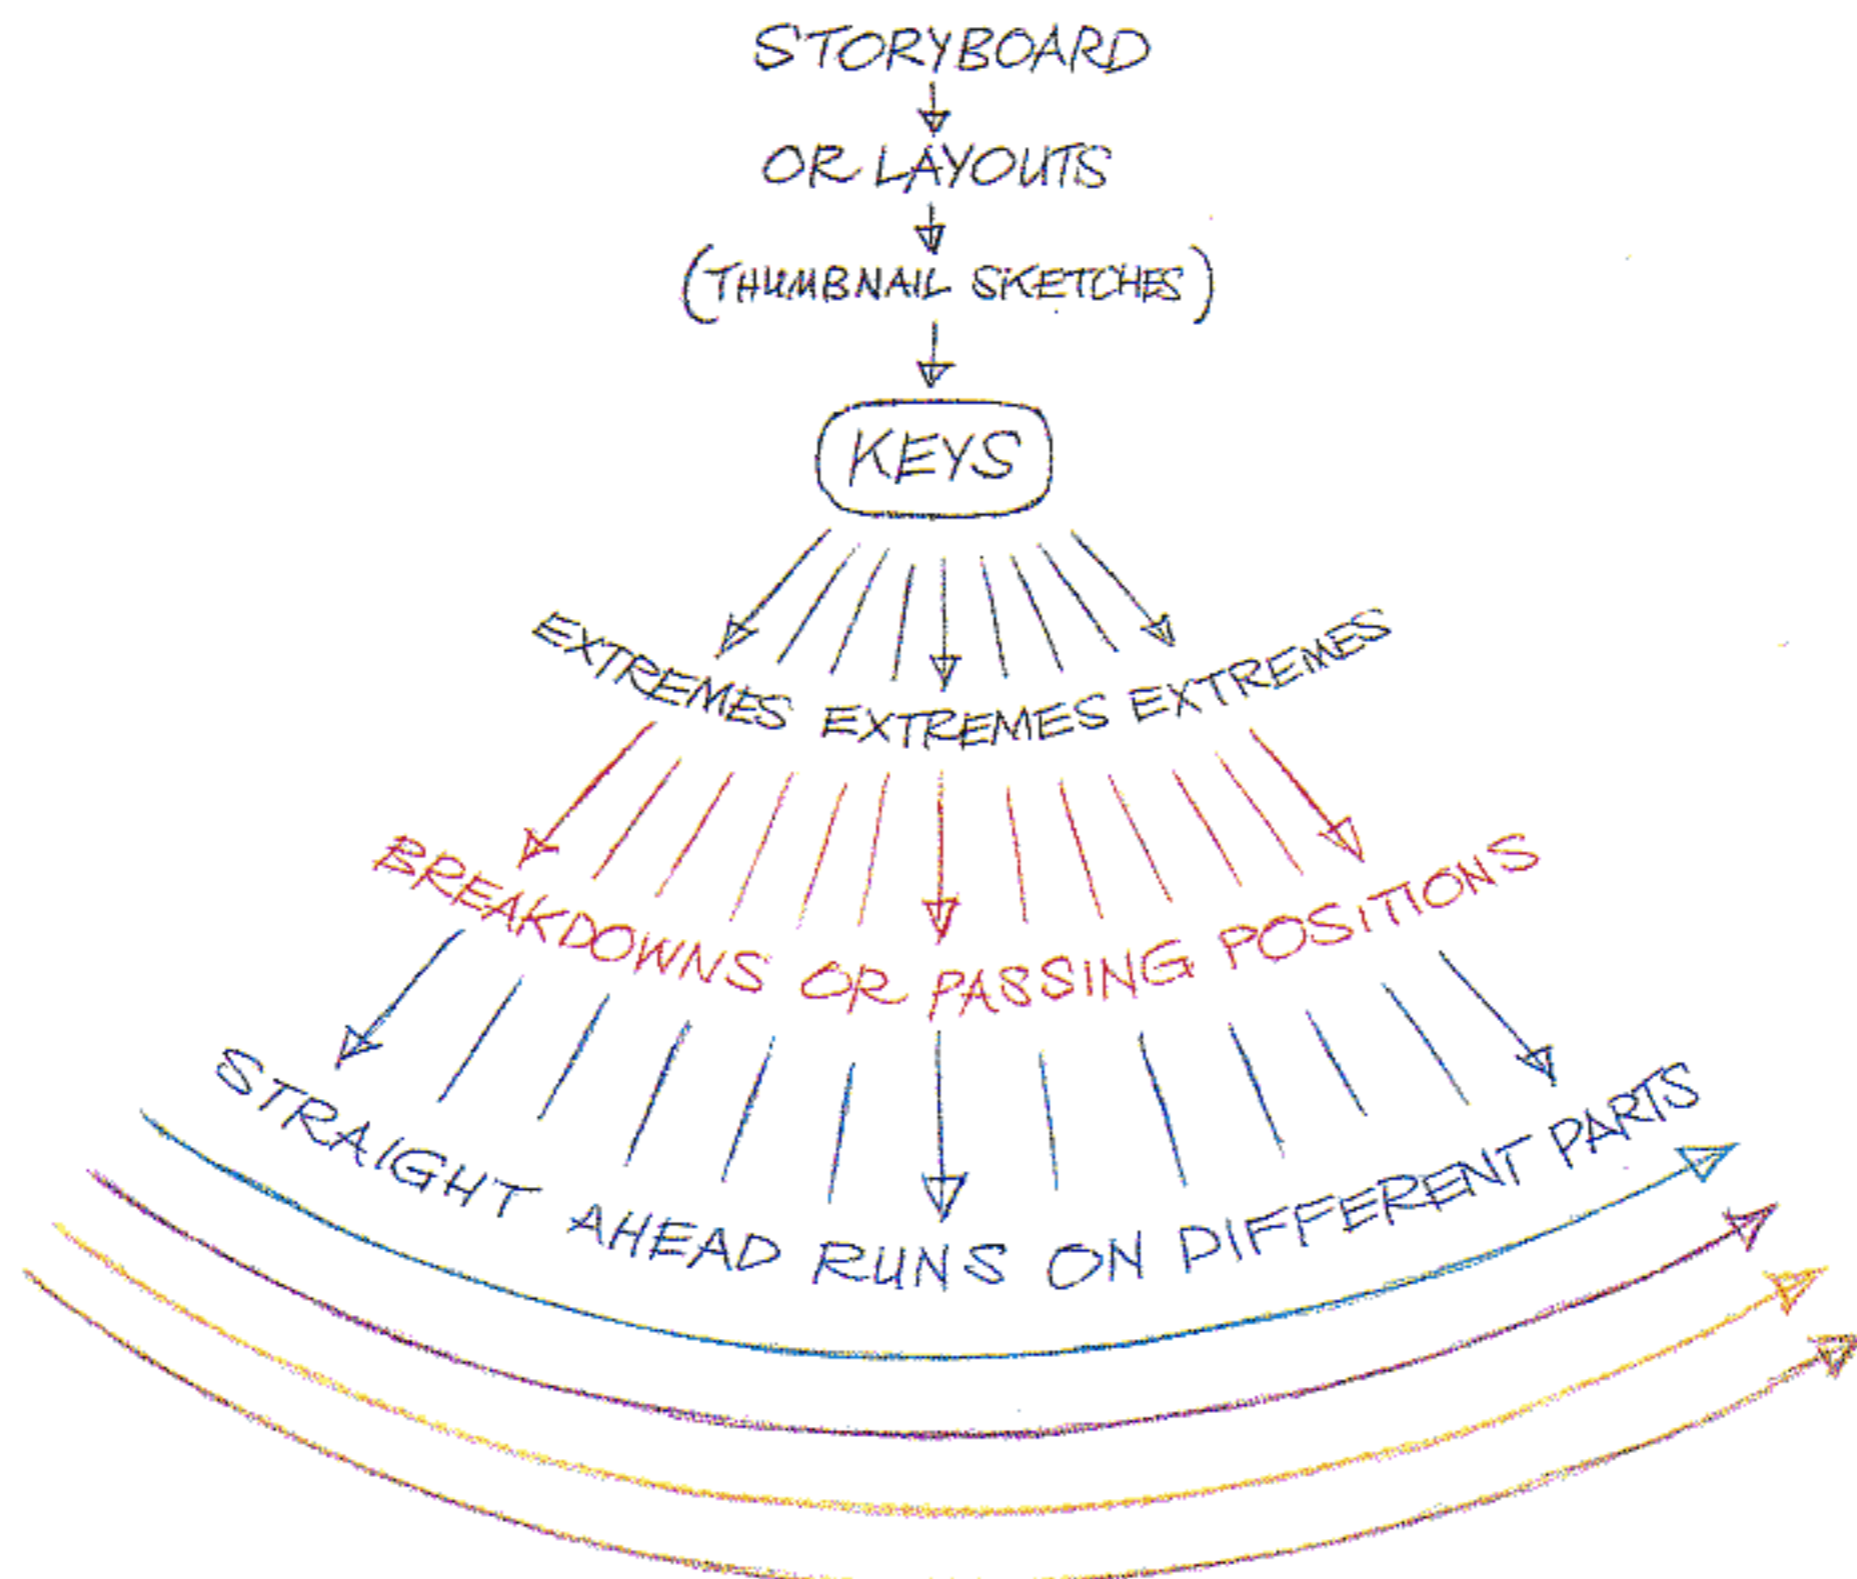 STORYBOARD
OR LAYOUTS
(THUMBNAIL SKETCHES)
KEYS
EXTREMES EXTREMES EXTREMES
BREAKDOWNS OR PASSING POSITIONS
STRAIGHT AHEAD RUNS ON DIFFERENT PARTS